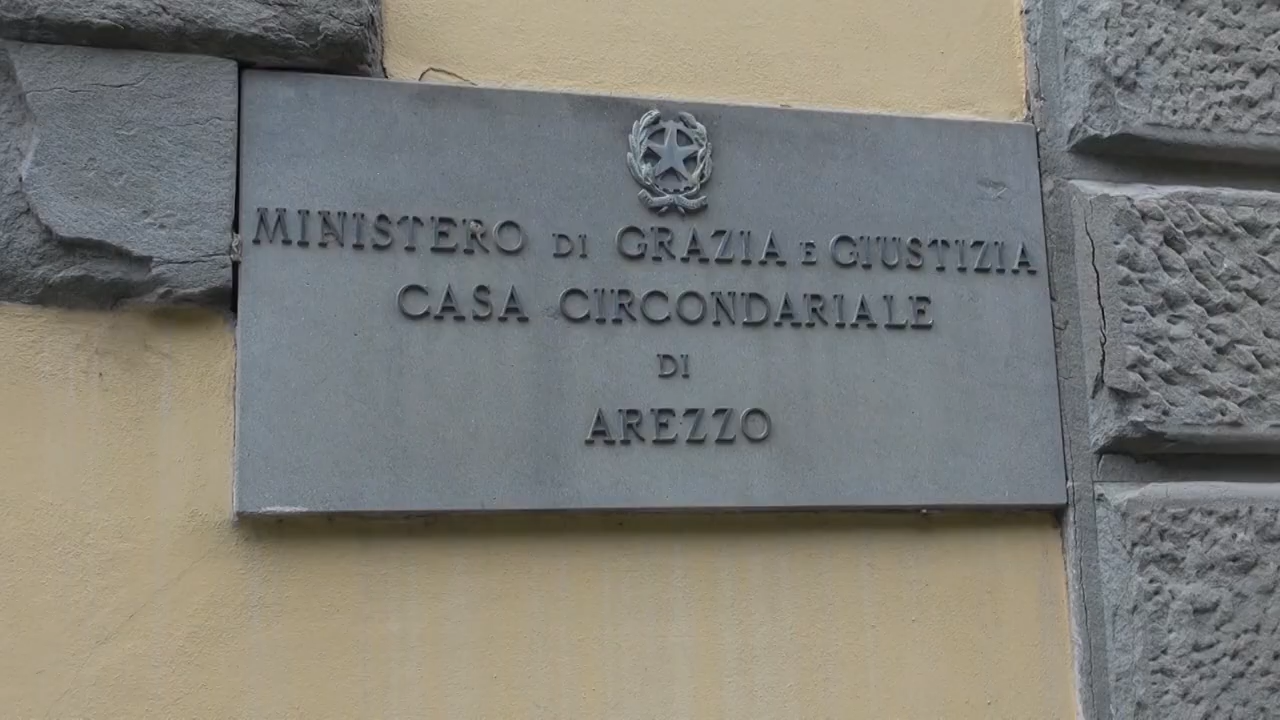 MINISTERO DI GRAZIA E GIUSTIZIA
CASA CIRCONDARIALE
DI
AREZZO